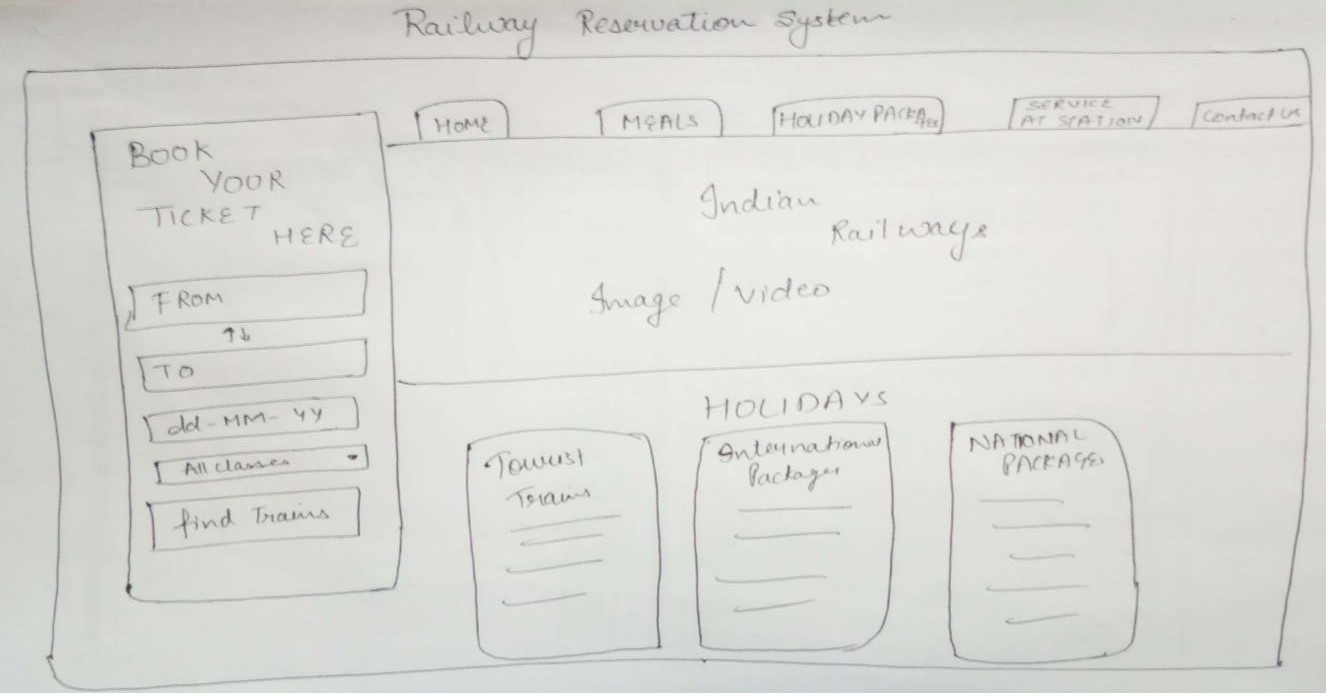 Railway Reservation System
HOME
MEALS
HOLIDAY PACKAGES
SERVICE
AT STATION
Contact Us
BOOK
YOUR
TICKET
HERE
FROM
↑↓
TO
dd-MM-YY
All classes
find Trains
Indian
Railways
Image / Video
HOLIDAYS
Tourist
Trains
International
Packages
NATIONAL
PACKAGES